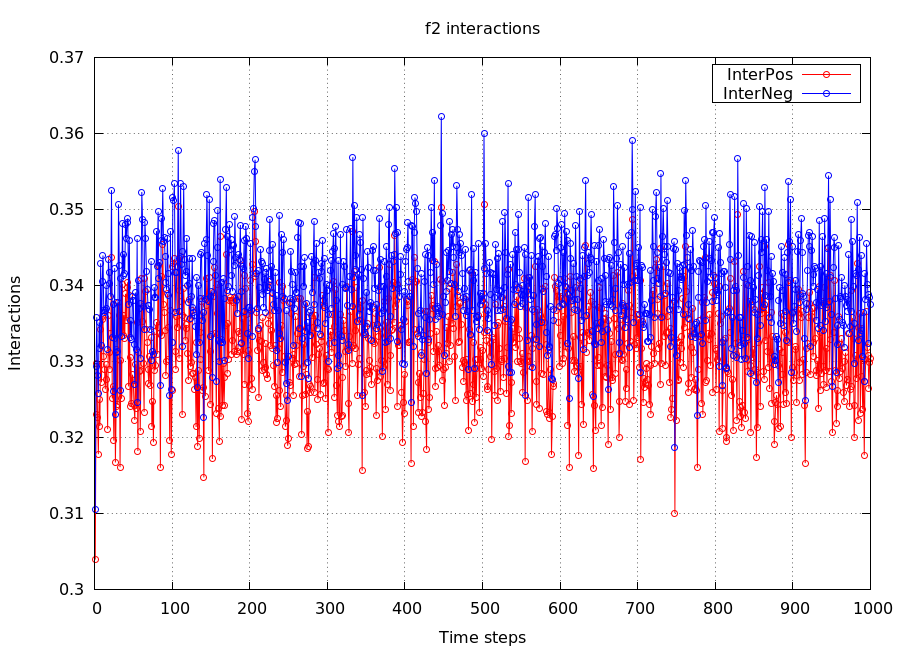 f2 interactions
0.37
0.36
0.35
0.34
0.33
0.32
0.31
0.3
Interactions
InterPos
InterNeg
0 100 200 300 400 500 600 700 800 900 1000
Time steps